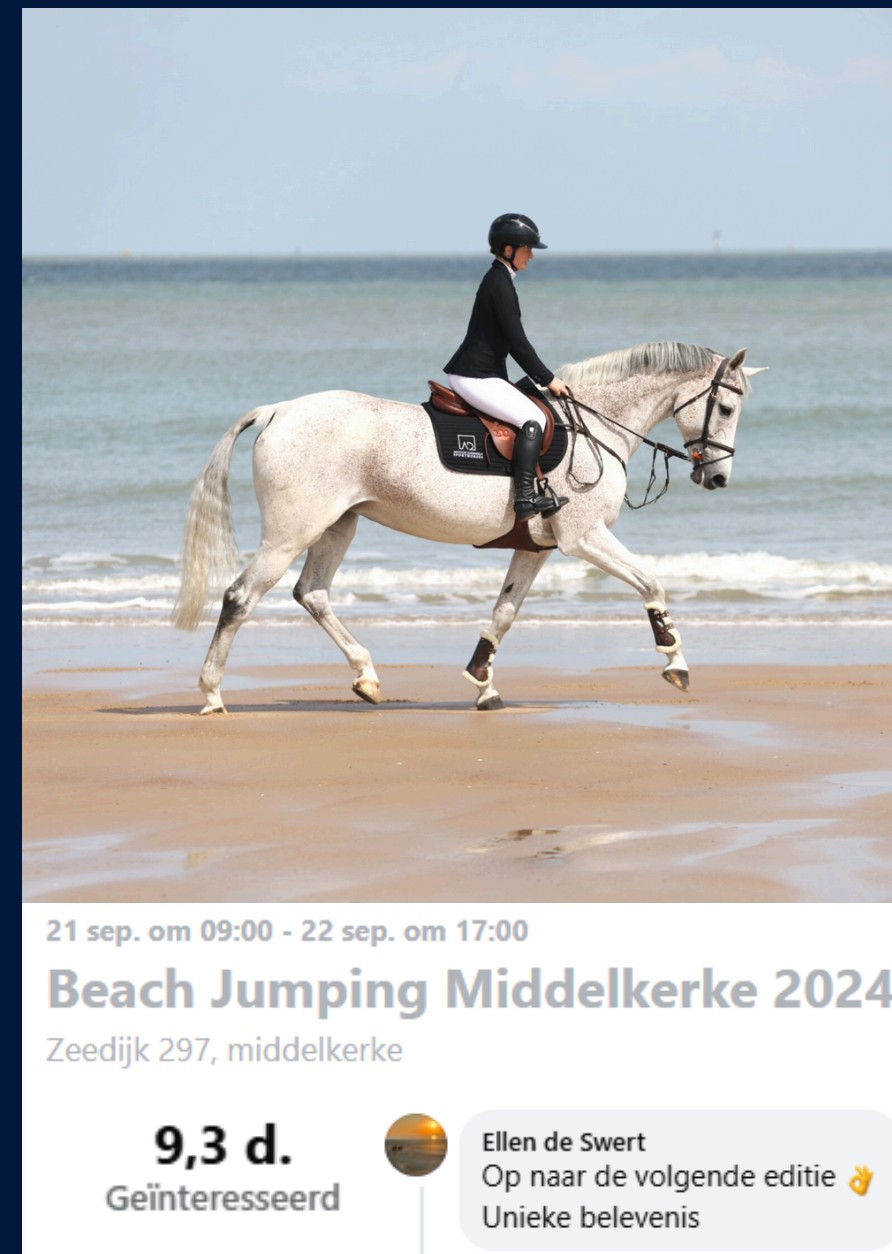 21 sep. om 09:00 - 22 sep. om 17:00
Beach Jumping Middelkerke 2024
Zeedijk 297, middelkerke
9,3 d.
Geïnteresseerd
Ellen de Swert
Op naar de volgende editie 👌
Unieke belevenis